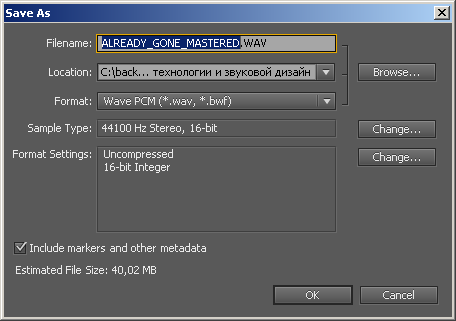 Save As
Filename: ALREADY_GONE_MASTERED.WAV
Location: C:\back... технологии и звуковой дизайн Browse...
Format: Wave PCM (*.wav, *.bwf)
Sample Type: 44100 Hz Stereo, 16-bit Change...
Format Settings: Uncompressed Change...
16-bit Integer
Include markers and other metadata
Estimated File Size: 40,02 MB
OK Cancel